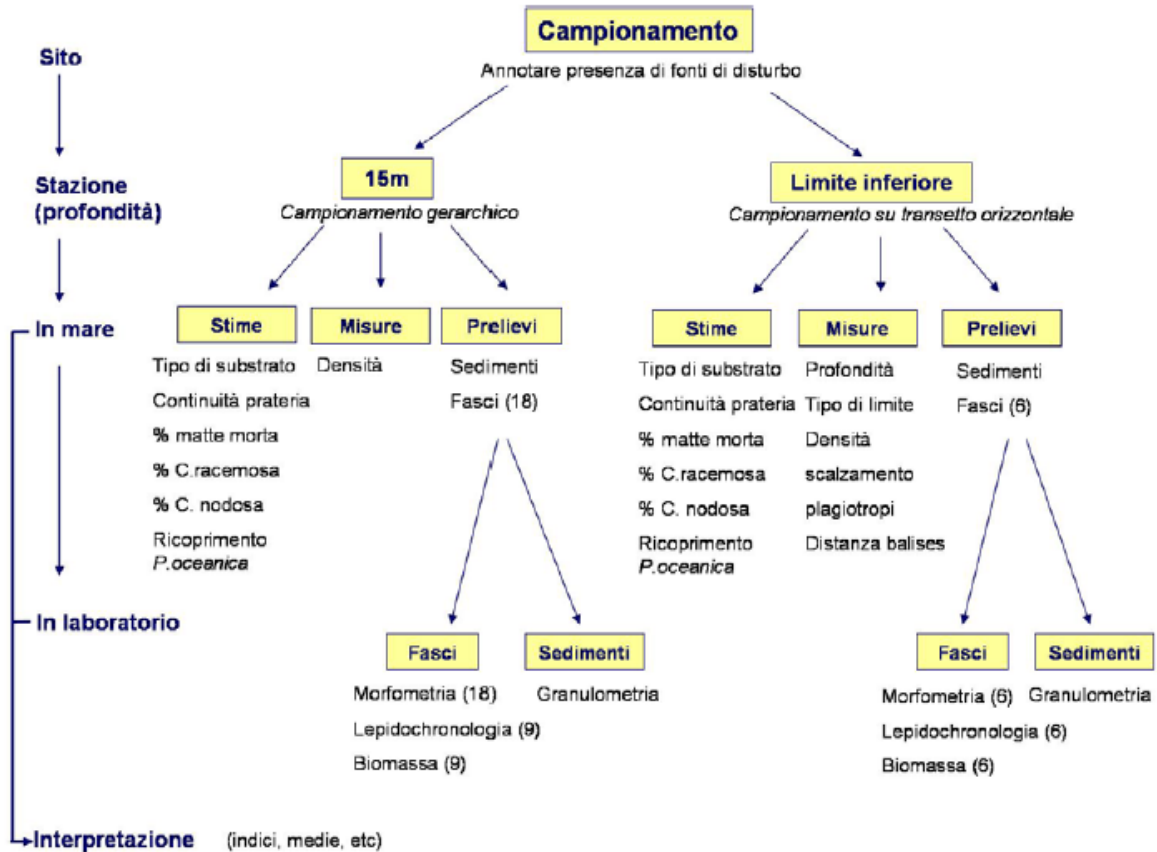 Campionamento
Sito
Annotare presenza di fonti di disturbo
15m
Limite inferiore
Stazione
(profondità)
Campionamento gerarchico
Campionamento su transetto orizzontale
In mare
Stime
Misure
Prelievi
Tipo di substrato
Continuità prateria
% matte morta
% C.racemosa
% C. nodosa
Ricoprimento
P.oceanica
Densità
Sedimenti
Fasci (18)
Stime
Misure
Prelievi
Tipo di substrato
Continuità prateria
% matte morta
% C.racemosa
% C. nodosa
Ricoprimento
P.oceanica
Profondità
Tipo di limite
Densità
scalzamento
plagiotropi
Distanza balises
Sedimenti
Fasci (6)
In laboratorio
Fasci
Sedimenti
Morfometria (18)
Lepidochronologia (9)
Biomassa (9)
Granulometria
Fasci
Sedimenti
Morfometria (6)
Lepidochronologia (6)
Biomassa (6)
Granulometria
Interpretazione (indici, medie, etc)